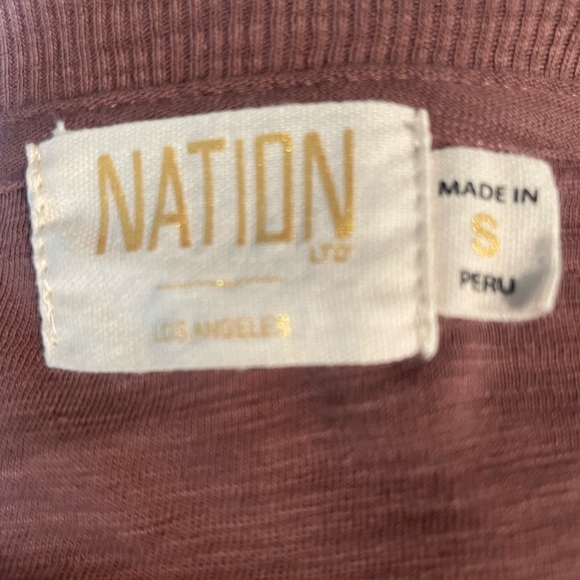 NATION
LTD
LOS ANGELES
MADE IN
S
PERU